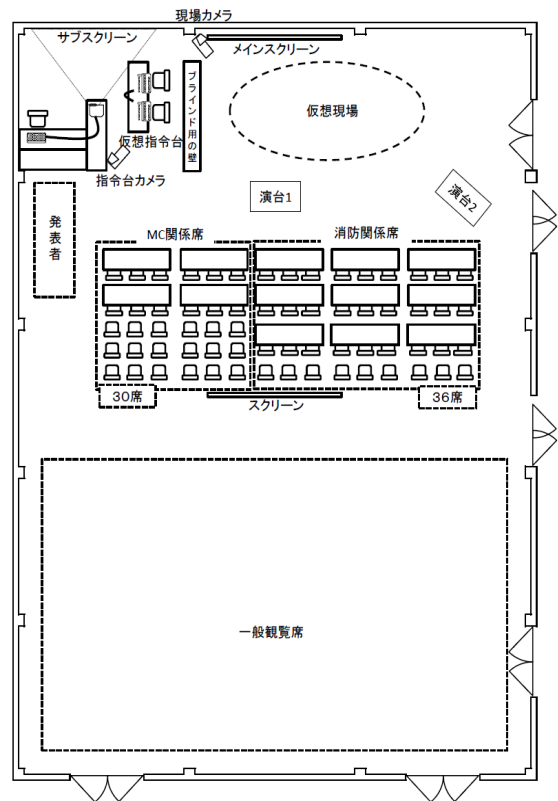 現場カメラ
サブスクリーン
メインスクリーン
ブラインド用の壁
仮想現場
仮想指令台
指令台カメラ
演台1
演台2
発表者
MC関係席
消防関係席
30席
スクリーン
36席
一般観覧席